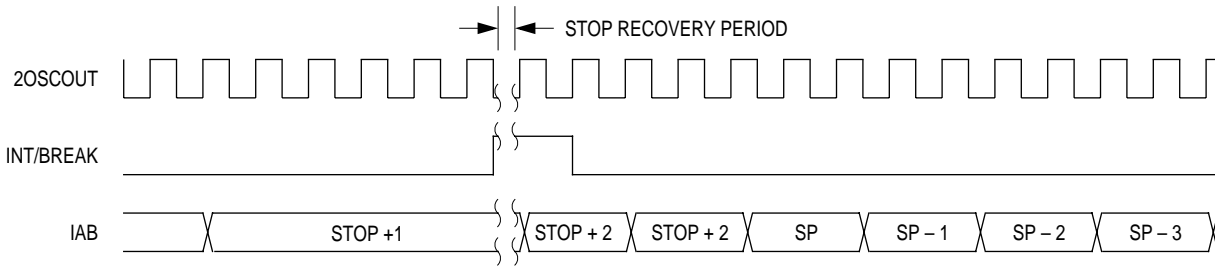 STOP RECOVERY PERIOD
2OSCOUT
INT/BREAK
IAB STOP +1 STOP + 2 STOP + 2 SP SP – 1 SP – 2 SP – 3